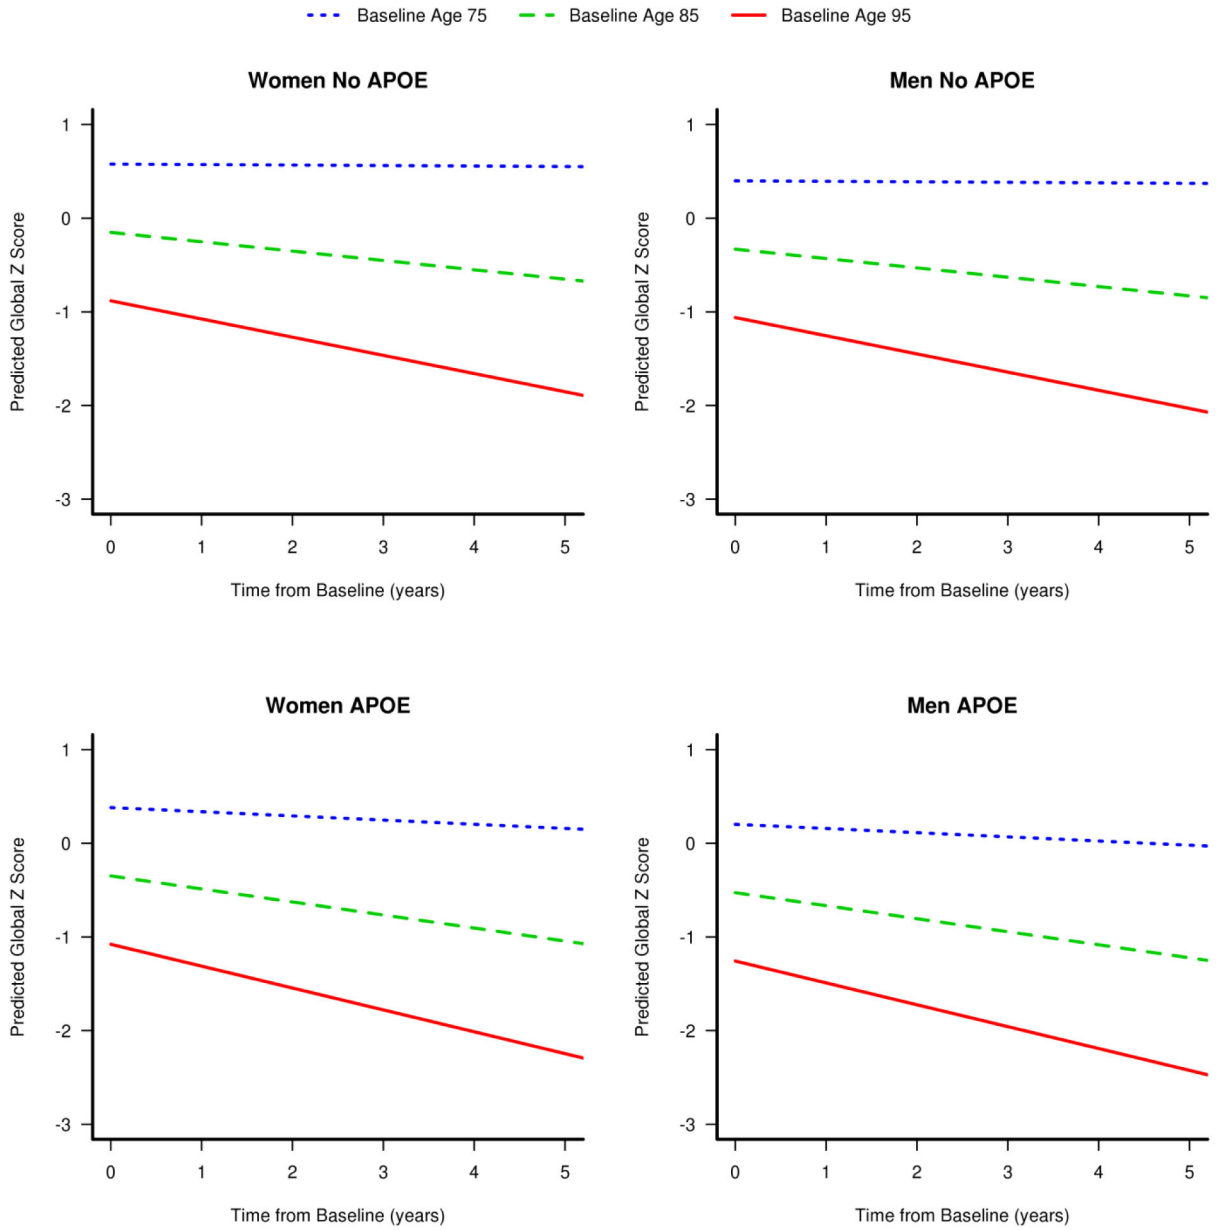 Baseline Age 75 Baseline Age 85 Baseline Age 95
Women No APOE
Predicted Global Z Score
1
0
-1
-2
-3
0 1 2 3 4 5
Time from Baseline (years)
Men No APOE
Predicted Global Z Score
1
0
-1
-2
-3
0 1 2 3 4 5
Time from Baseline (years)
Women APOE
Predicted Global Z Score
1
0
-1
-2
-3
0 1 2 3 4 5
Time from Baseline (years)
Men APOE
Predicted Global Z Score
1
0
-1
-2
-3
0 1 2 3 4 5
Time from Baseline (years)